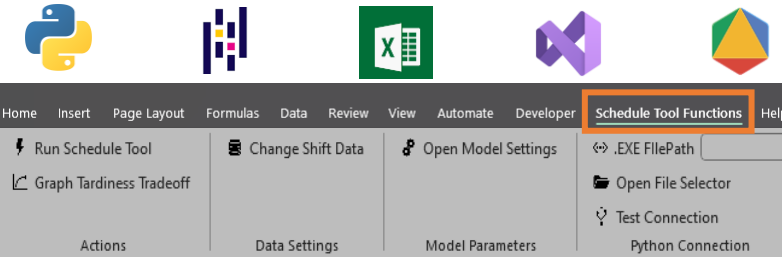 Home Insert Page Layout Formulas Data Review View Automate Developer Schedule Tool Functions Help
Run Schedule Tool Change Shift Data Open Model Settings .EXE FIlePath
Graph Tardiness Tradeoff Open File Selector
Test Connection
Actions Data Settings Model Parameters Python Connection